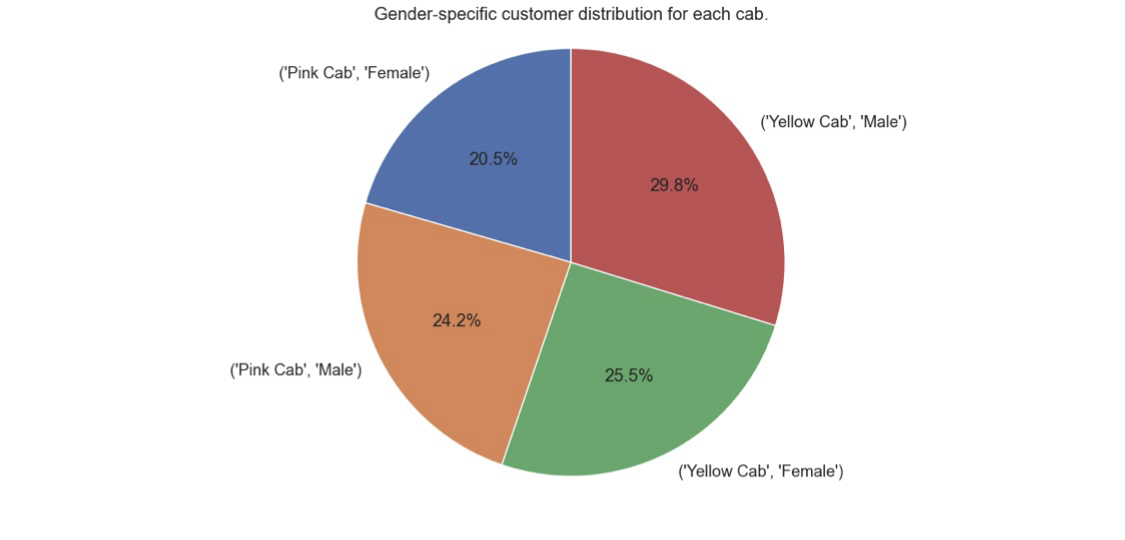 Gender-specific customer distribution for each cab.
('Pink Cab', 'Female')
('Yellow Cab', 'Male')
20.5%
29.8%
24.2%
('Pink Cab', 'Male')
25.5%
('Yellow Cab', 'Female')